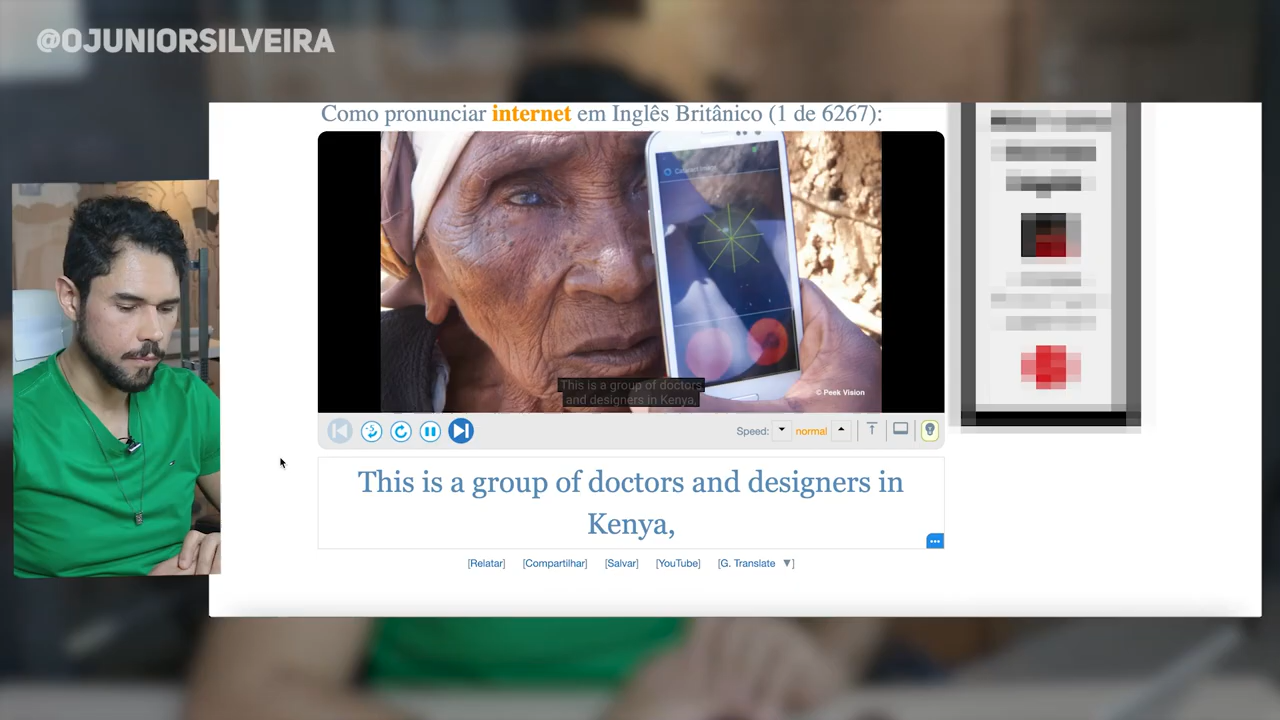 @OJUNIORSILVEIRA
Como pronunciar internet em Inglês Britânico (1 de 6267):
This is a group of doctors
and designers in Kenya,
© Peek Vision
Speed:
normal
This is a group of doctors and designers in
Kenya,
[Relatar] [Compartilhar] [Salvar] [YouTube] [G. Translate ▼]